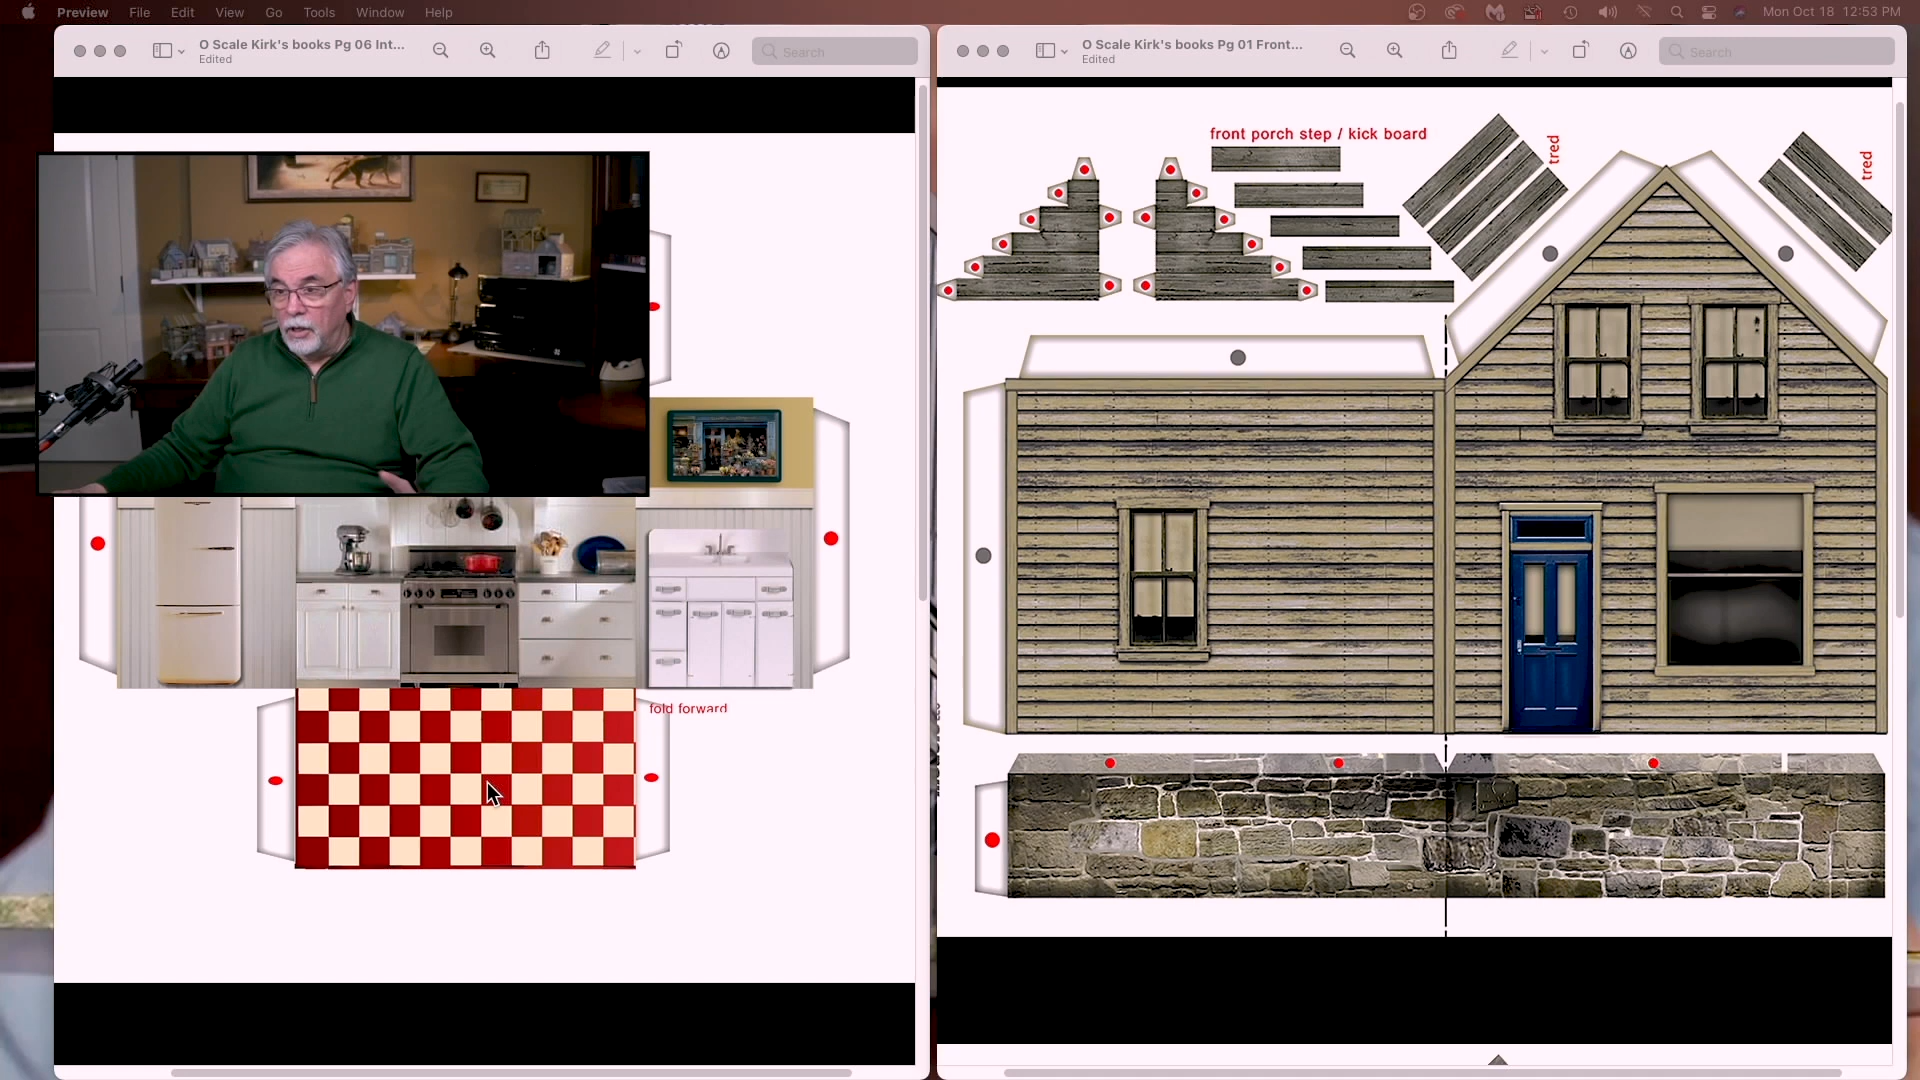 Preview File Edit View Go Tools Window Help
Mon Oct 18 12:53 PM
O Scale Kirk's books Pg 06 Int...
Edited
Search
O Scale Kirk's books Pg 01 Front...
Edited
Search
front porch step / kick board
tred
tred
fold forward